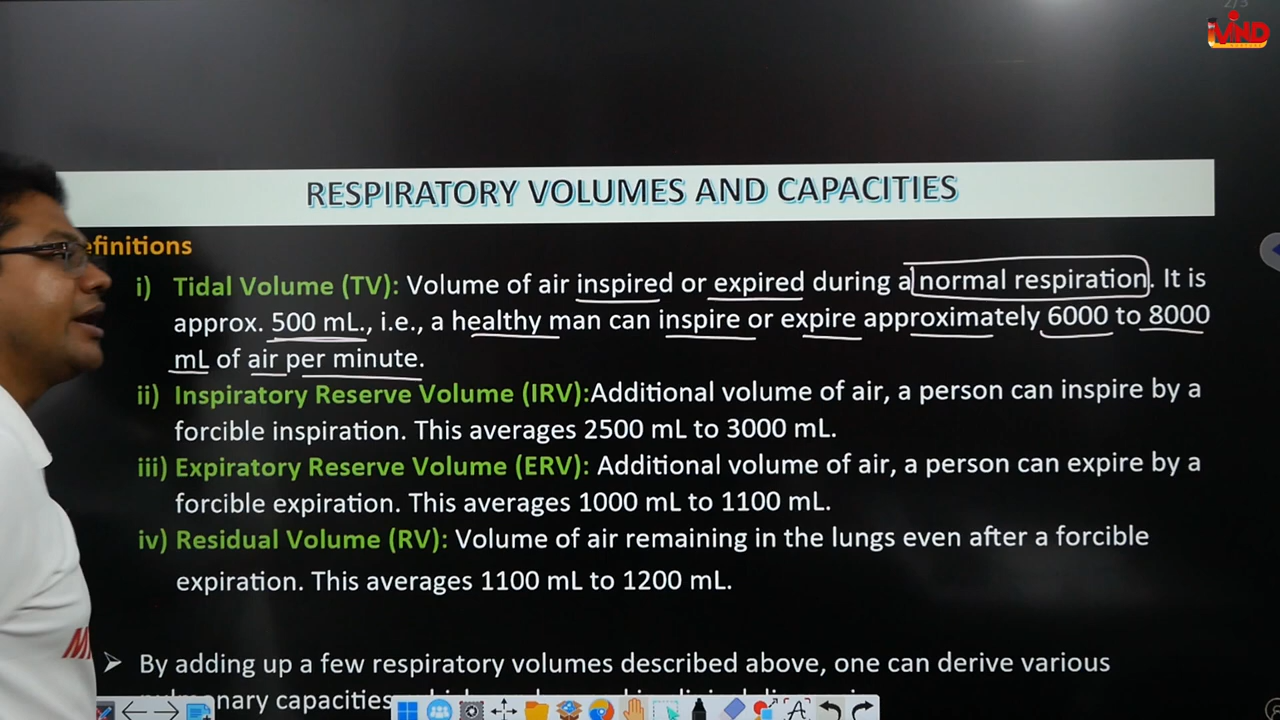 2/3
MIND
RESPIRATORY VOLUMES AND CAPACITIES
efinitions
i) Tidal Volume (TV): Volume of air inspired or expired during a normal respiration. It is
approx. 500 mL., i.e., a healthy man can inspire or expire approximately 6000 to 8000
mL of air per minute.
ii) Inspiratory Reserve Volume (IRV):Additional volume of air, a person can inspire by a
forcible inspiration. This averages 2500 mL to 3000 mL.
iii) Expiratory Reserve Volume (ERV): Additional volume of air, a person can expire by a
forcible expiration. This averages 1000 mL to 1100 mL.
iv) Residual Volume (RV): Volume of air remaining in the lungs even after a forcible
expiration. This averages 1100 mL to 1200 mL.
➢ By adding up a few respiratory volumes described above, one can derive various
nary capacities